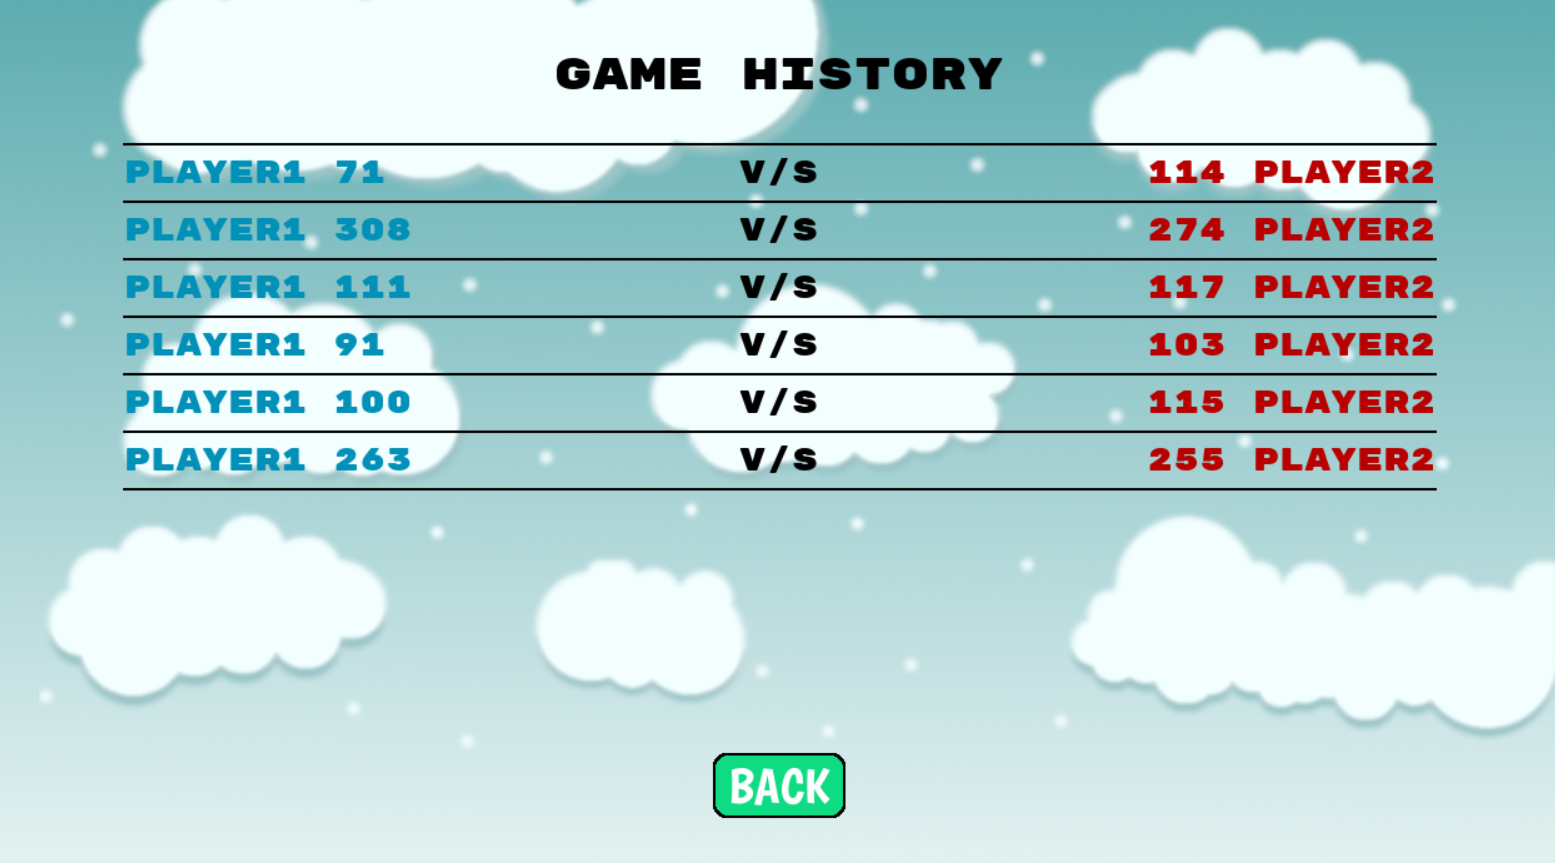 GAME HISTORY
PLAYER1 71 V/S 114 PLAYER2
PLAYER1 308 V/S 274 PLAYER2
PLAYER1 111 V/S 117 PLAYER2
PLAYER1 91 V/S 103 PLAYER2
PLAYER1 100 V/S 115 PLAYER2
PLAYER1 263 V/S 255 PLAYER2
BACK